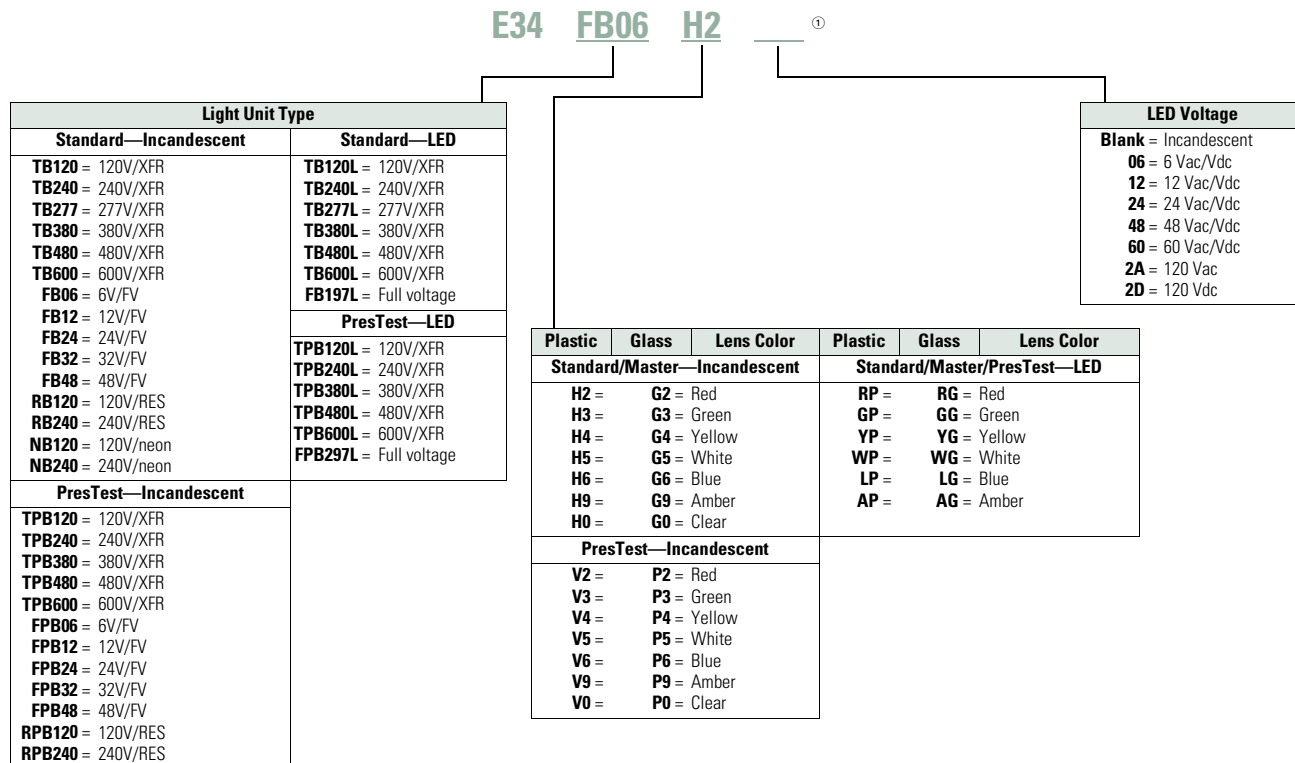 E34 FB06 H2 ___ ①
Light Unit Type
Standard—Incandescent
TB120 = 120V/XFR
TB240 = 240V/XFR
TB277 = 277V/XFR
TB380 = 380V/XFR
TB480 = 480V/XFR
TB600 = 600V/XFR
FB06 = 6V/FV
FB12 = 12V/FV
FB24 = 24V/FV
FB32 = 32V/FV
FB48 = 48V/FV
RB120 = 120V/RES
RB240 = 240V/RES
NB120 = 120V/neon
NB240 = 240V/neon
PresTest—Incandescent
TPB120 = 120V/XFR
TPB240 = 240V/XFR
TPB380 = 380V/XFR
TPB480 = 480V/XFR
TPB600 = 600V/XFR
FPB06 = 6V/FV
FPB12 = 12V/FV
FPB24 = 24V/FV
FPB32 = 32V/FV
FPB48 = 48V/FV
RPB120 = 120V/RES
RPB240 = 240V/RES
Standard—LED
TB120L = 120V/XFR
TB240L = 240V/XFR
TB277L = 277V/XFR
TB380L = 380V/XFR
TB480L = 480V/XFR
TB600L = 600V/XFR
FB197L = Full voltage
PresTest—LED
TPB120L = 120V/XFR
TPB240L = 240V/XFR
TPB380L = 380V/XFR
TPB480L = 480V/XFR
TPB600L = 600V/XFR
FPB297L = Full voltage
Plastic Glass Lens Color
Standard/Master—Incandescent
H2 = G2 = Red
H3 = G3 = Green
H4 = G4 = Yellow
H5 = G5 = White
H6 = G6 = Blue
H9 = G9 = Amber
H0 = G0 = Clear
PresTest—Incandescent
V2 = P2 = Red
V3 = P3 = Green
V4 = P4 = Yellow
V5 = P5 = White
V6 = P6 = Blue
V9 = P9 = Amber
V0 = P0 = Clear
Plastic Glass Lens Color
Standard/Master/PresTest—LED
RP = RG = Red
GP = GG = Green
YP = YG = Yellow
WP = WG = White
LP = LG = Blue
AP = AG = Amber
LED Voltage
Blank = Incandescent
06 = 6 Vac/Vdc
12 = 12 Vac/Vdc
24 = 24 Vac/Vdc
48 = 48 Vac/Vdc
60 = 60 Vac/Vdc
2A = 120 Vac
2D = 120 Vdc